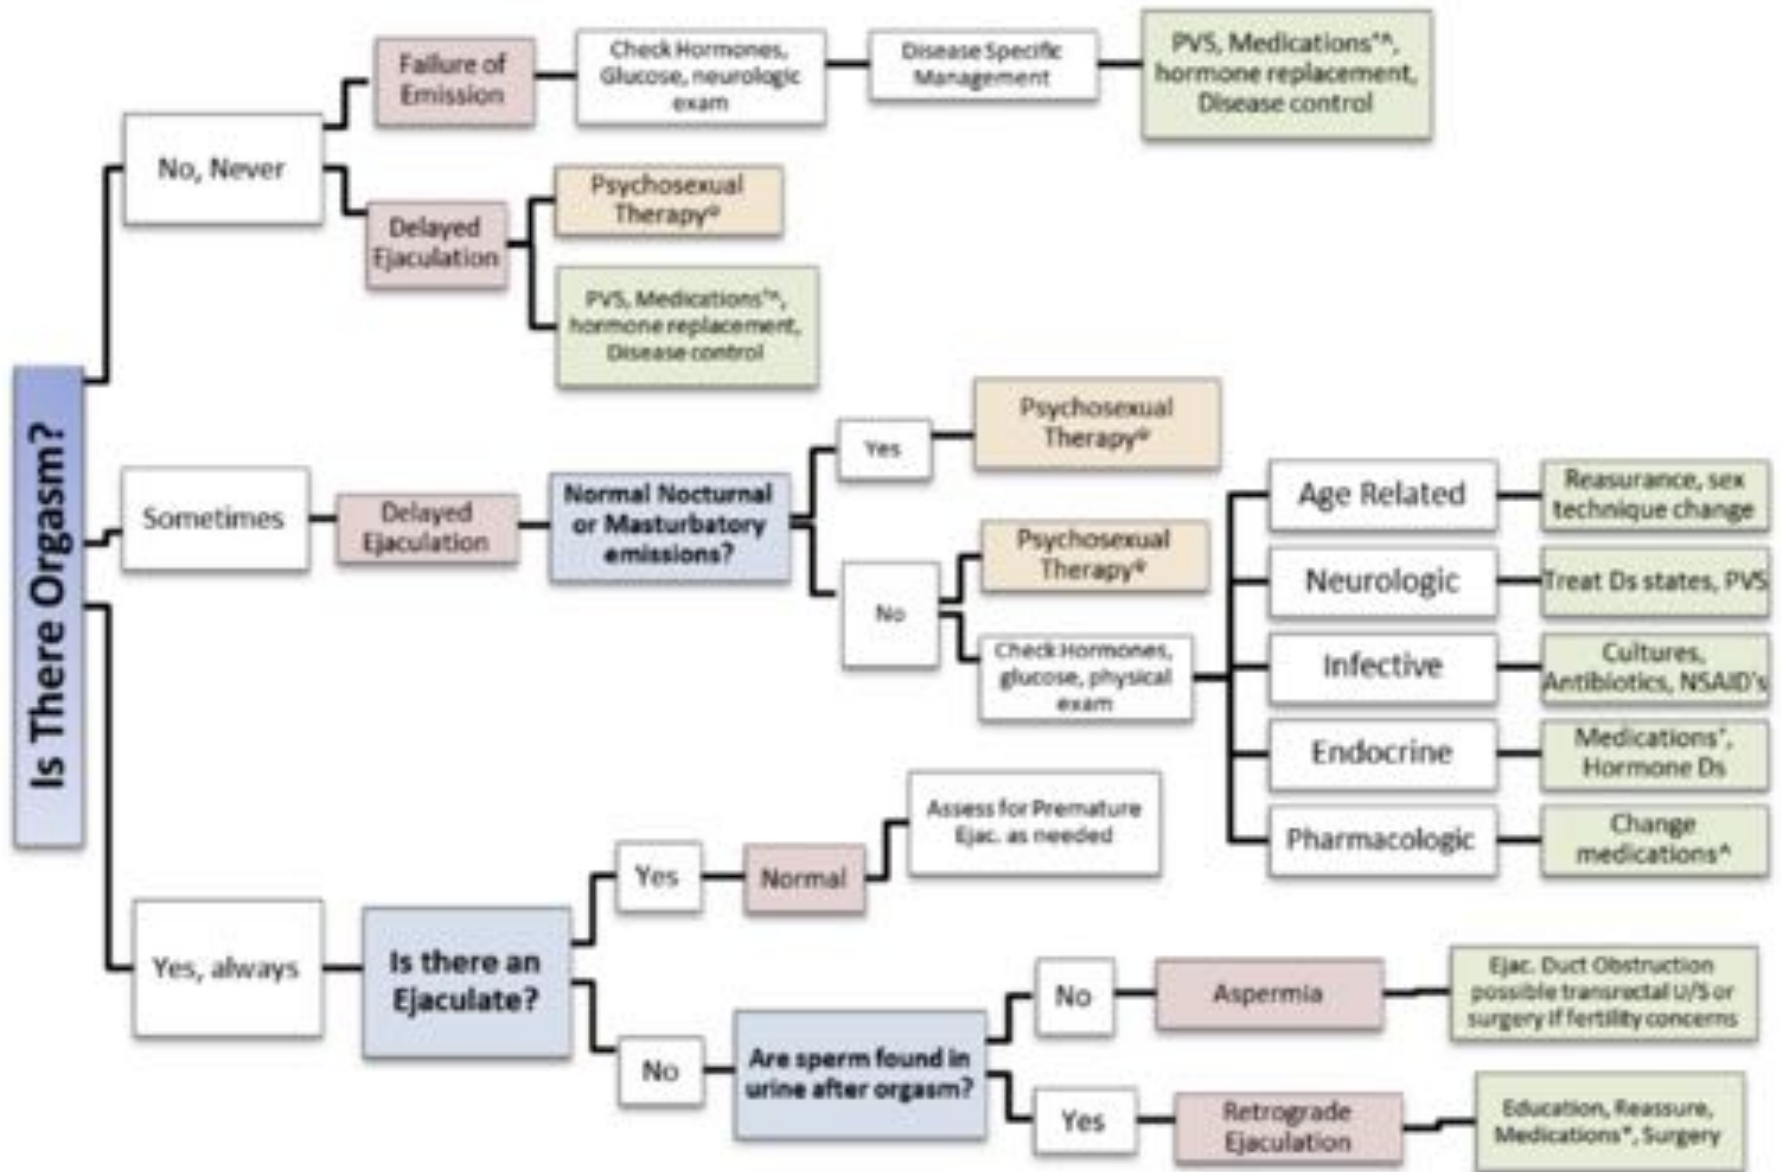 Is There Orgasm?
No, Never
Failure of
Emission
Check Hormones,
Glucose, neurologic
exam
Disease Specific
Management
PVS, Medications*^,
hormone replacement,
Disease control
Delayed
Ejaculation
Psychosexual
Therapyᵠ
PVS, Medications*^,
hormone replacement,
Disease control
Sometimes
Delayed
Ejaculation
Normal Nocturnal
or Masturbatory
emissions?
Yes
Psychosexual
Therapyᵠ
No
Psychosexual
Therapyᵠ
Check Hormones,
glucose, physical
exam
Age Related
Reasurance, sex
technique change
Neurologic
Treat Ds states, PVS
Infective
Cultures,
Antibiotics, NSAID's
Endocrine
Medications*,
Hormone Ds
Pharmacologic
Change
medications^
Yes, always
Is there an
Ejaculate?
Yes
Normal
Assess for Premature
Ejac. as needed
No
Are sperm found in
urine after orgasm?
No
Aspermia
Ejac. Duct Obstruction
possible transrectal U/S or
surgery if fertility concerns
Yes
Retrograde
Ejaculation
Education, Reassure,
Medications*, Surgery